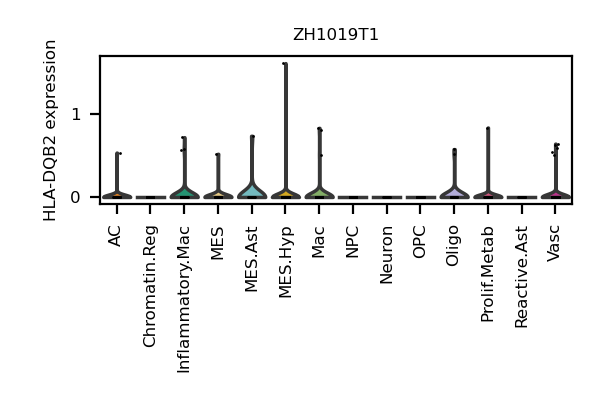 ZH1019T1
HLA-DQB2 expression
1
0
AC
Chromatin.Reg
Inflammatory.Mac
MES
MES.Ast
MES.Hyp
Mac
NPC
Neuron
OPC
Oligo
Prolif.Metab
Reactive.Ast
Vasc